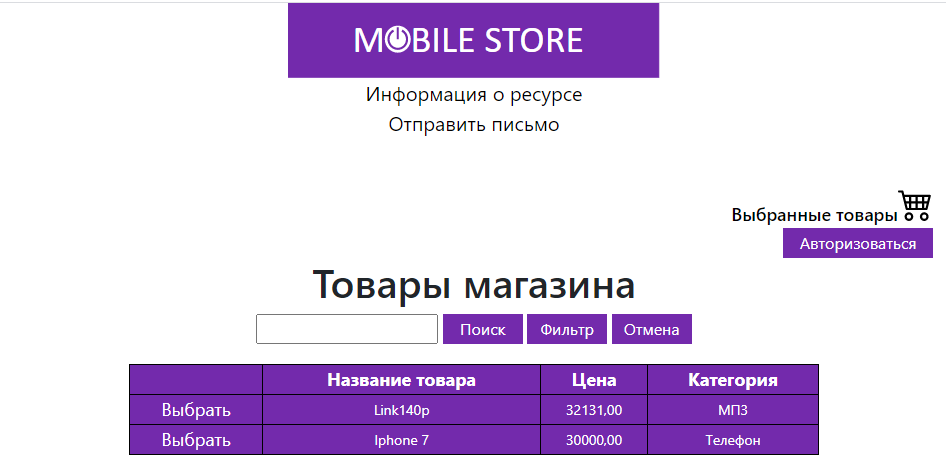 MOBILE STORE
Информация о ресурсе
Отправить письмо
Выбранные товары
Авторизоваться
Товары магазина
Поиск Фильтр Отмена
Название товара Цена Категория
Выбрать Link140p 32131,00 МП3
Выбрать Iphone 7 30000,00 Телефон